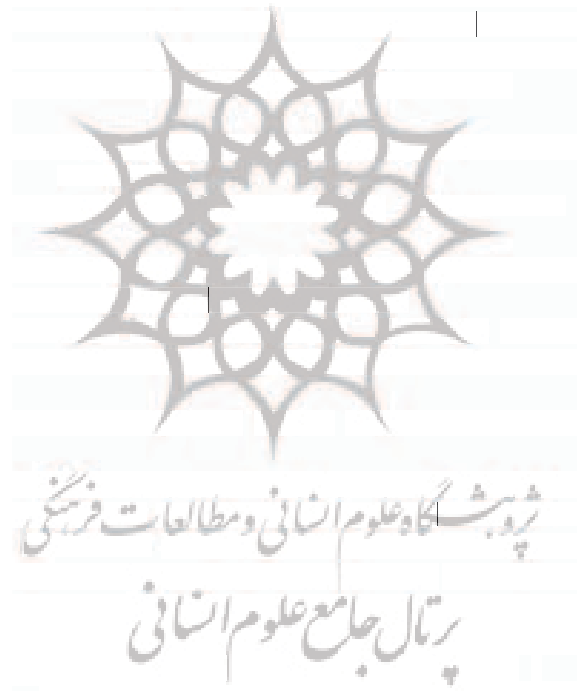 پژوهشگاه علوم انسانی و مطالعات فرهنگی
پرتال جامع علوم انسانی